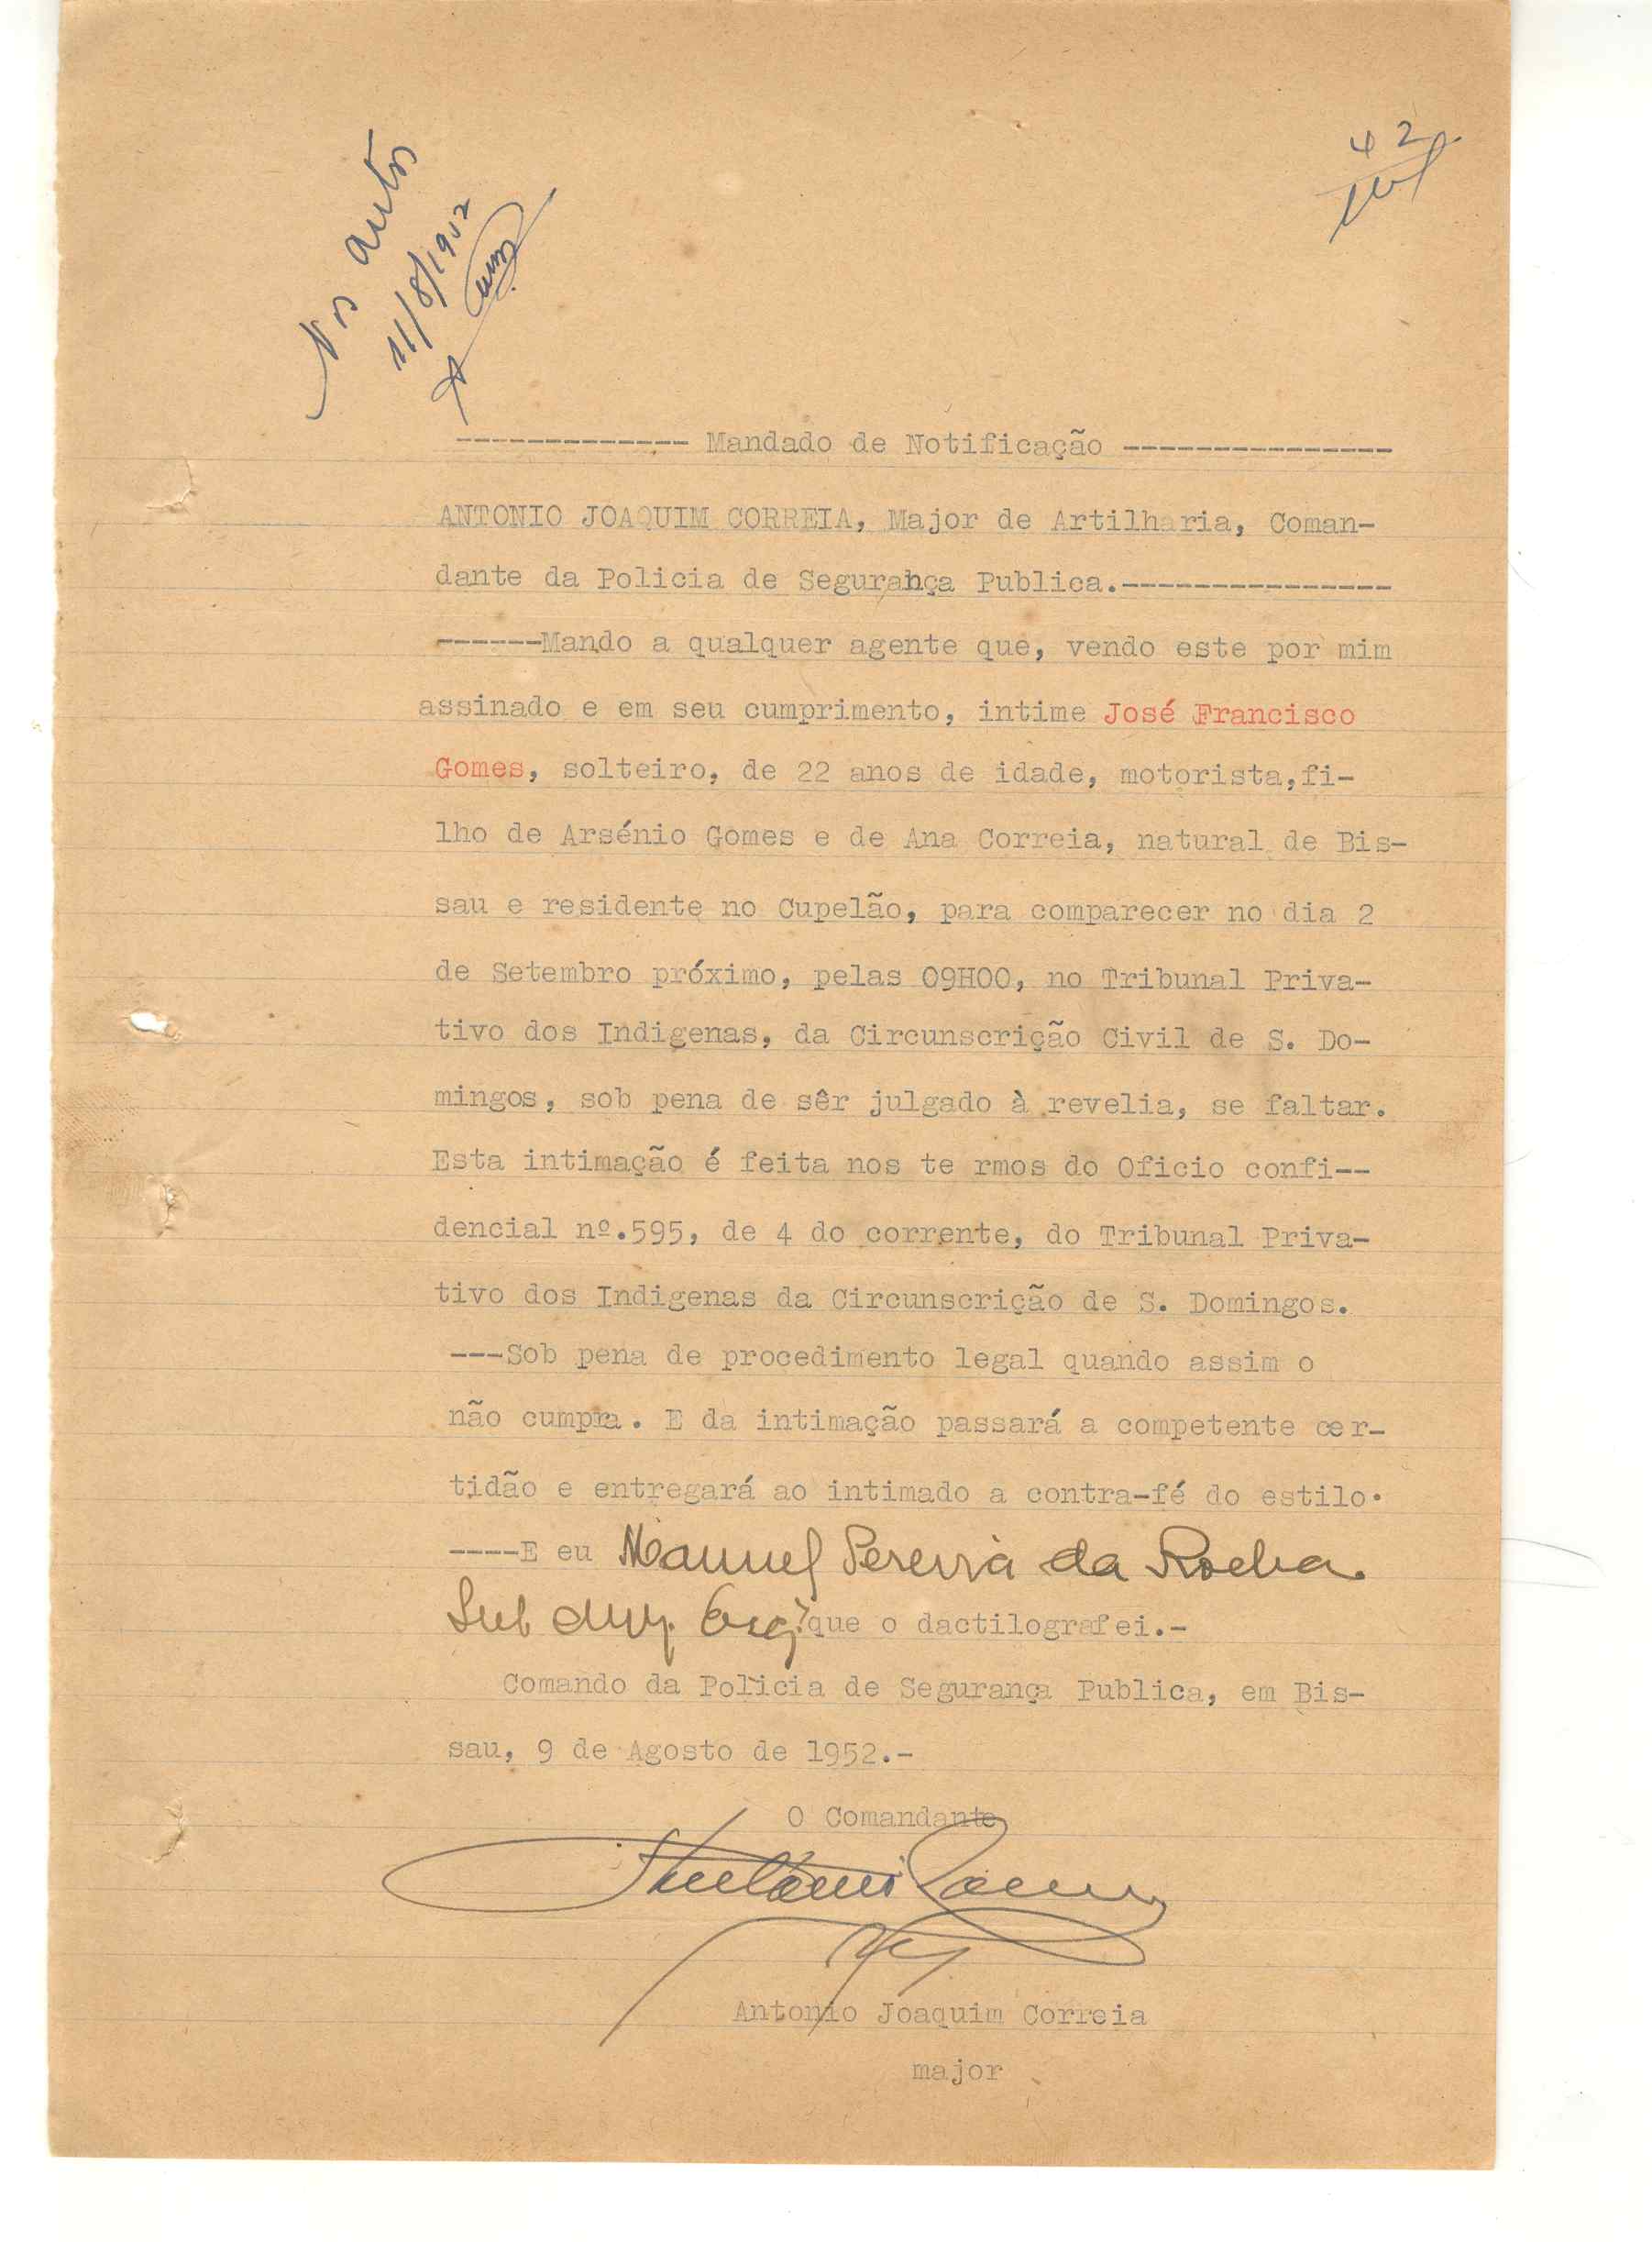 Nos autos
11/8/1952
42
------------- Mandado de Notificação ---------------
ANTONIO JOAQUIM CORREIA, Major de Artilharia, Coman-
dante da Policia de Segurança Publica.---------------
------Mando a qualquer agente que, vendo este por mim
assinado e em seu cumprimento, intime José Francisco
Gomes, solteiro, de 22 anos de idade, motorista,fi-
lho de Arsénio Gomes e de Ana Correia, natural de Bis-
sau e residente no Cupelão, para comparecer no dia 2
de Setembro próximo, pelas 09H00, no Tribunal Priva-
tivo dos Indigenas, da Circunscrição Civil de S. Do-
mingos, sob pena de sêr julgado à revelia, se faltar.
Esta intimação é feita nos te rmos do Oficio confi--
dencial nº.595, de 4 do corrente, do Tribunal Priva-
tivo dos Indigenas da Circunscrição de S. Domingos.
---Sob pena de procedimento legal quando assim o
não cumpra. E da intimação passará a competente cer-
tidão e entregará ao intimado a contra-fé do estilo.
----E eu Manuel Pereira da Rocha
Sub que o dactilografei.-
Comando da Policia de Segurança Publica, em Bis-
sau, 9 de Agosto de 1952.-
O Comandante
Antonio Joaquim Correia
major